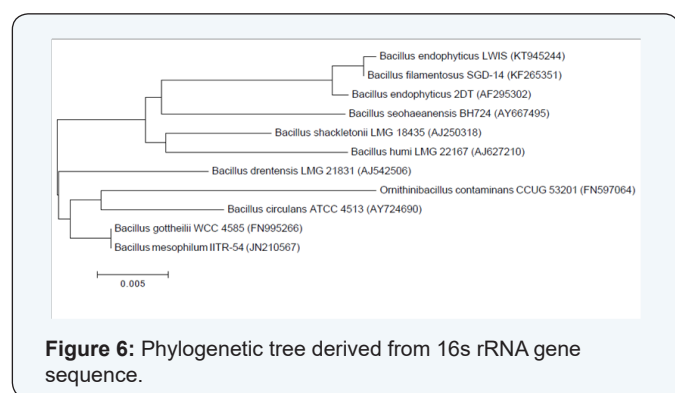 Bacillus endophyticus LWIS (KT945244)
Bacillus filamentosus SGD-14 (KF265351)
Bacillus endophyticus 2DT (AF295302)
Bacillus seohaeanensis BH724 (AY667495)
Bacillus shackletonii LMG 18435 (AJ250318)
Bacillus humi LMG 22167 (AJ627210)
Bacillus drentensis LMG 21831 (AJ542506)
Ornithinibacillus contaminans CCUG 53201 (FN597064)
Bacillus circulans ATCC 4513 (AY724690)
Bacillus gottheilii WCC 4585 (FN995266)
Bacillus mesophilum IITR-54 (JN210567)
0.005
Figure 6: Phylogenetic tree derived from 16s rRNA gene
sequence.